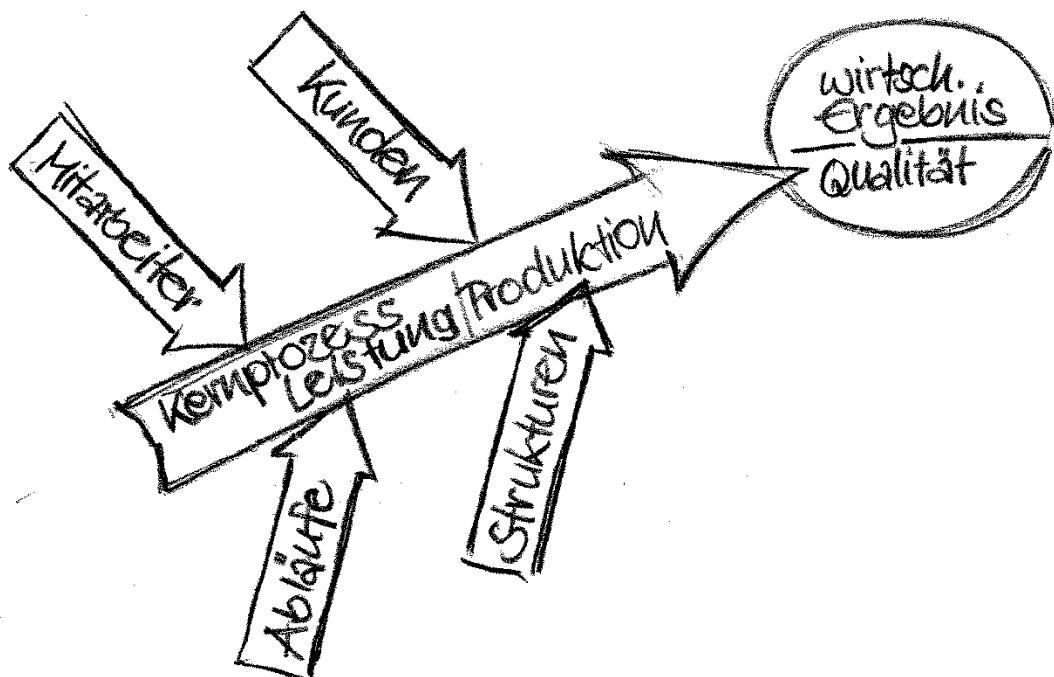 Kunden
wirtsch.
Ergebnis
Qualität
Mitarbeiter
Kernprozess
Leistung/Produktion
Strukturen
Abläufe